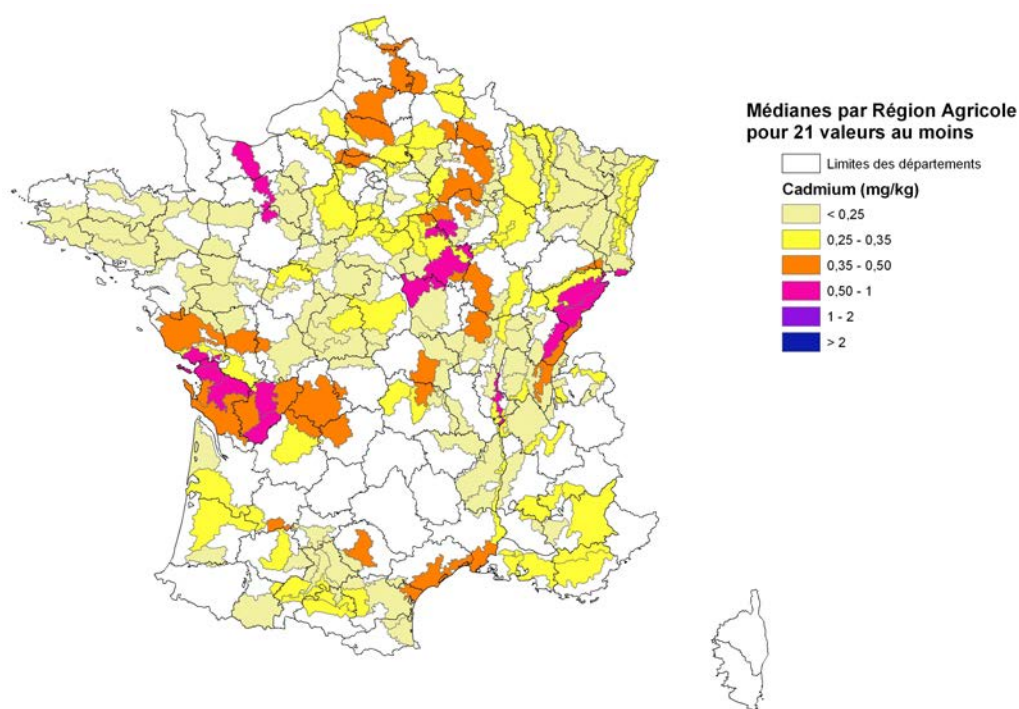 Médianes par Région Agricole
pour 21 valeurs au moins
Limites des départements
Cadmium (mg/kg)
< 0,25
0,25 - 0,35
0,35 - 0,50
0,50 - 1
1 - 2
> 2